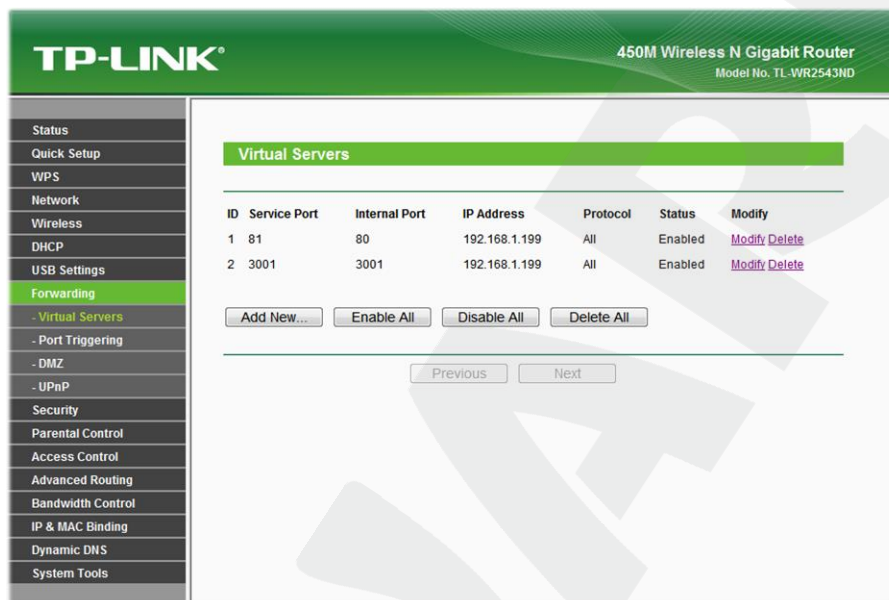 TP-LINK®
450M Wireless N Gigabit Router
Model No. TL-WR2543ND
Status
Quick Setup
WPS
Network
Wireless
DHCP
USB Settings
Forwarding
- Virtual Servers
- Port Triggering
- DMZ
- UPnP
Security
Parental Control
Access Control
Advanced Routing
Bandwidth Control
IP & MAC Binding
Dynamic DNS
System Tools
Virtual Servers
ID Service Port Internal Port IP Address Protocol Status Modify
1 81 80 192.168.1.199 All Enabled Modify Delete
2 3001 3001 192.168.1.199 All Enabled Modify Delete
Add New... Enable All Disable All Delete All
Previous Next